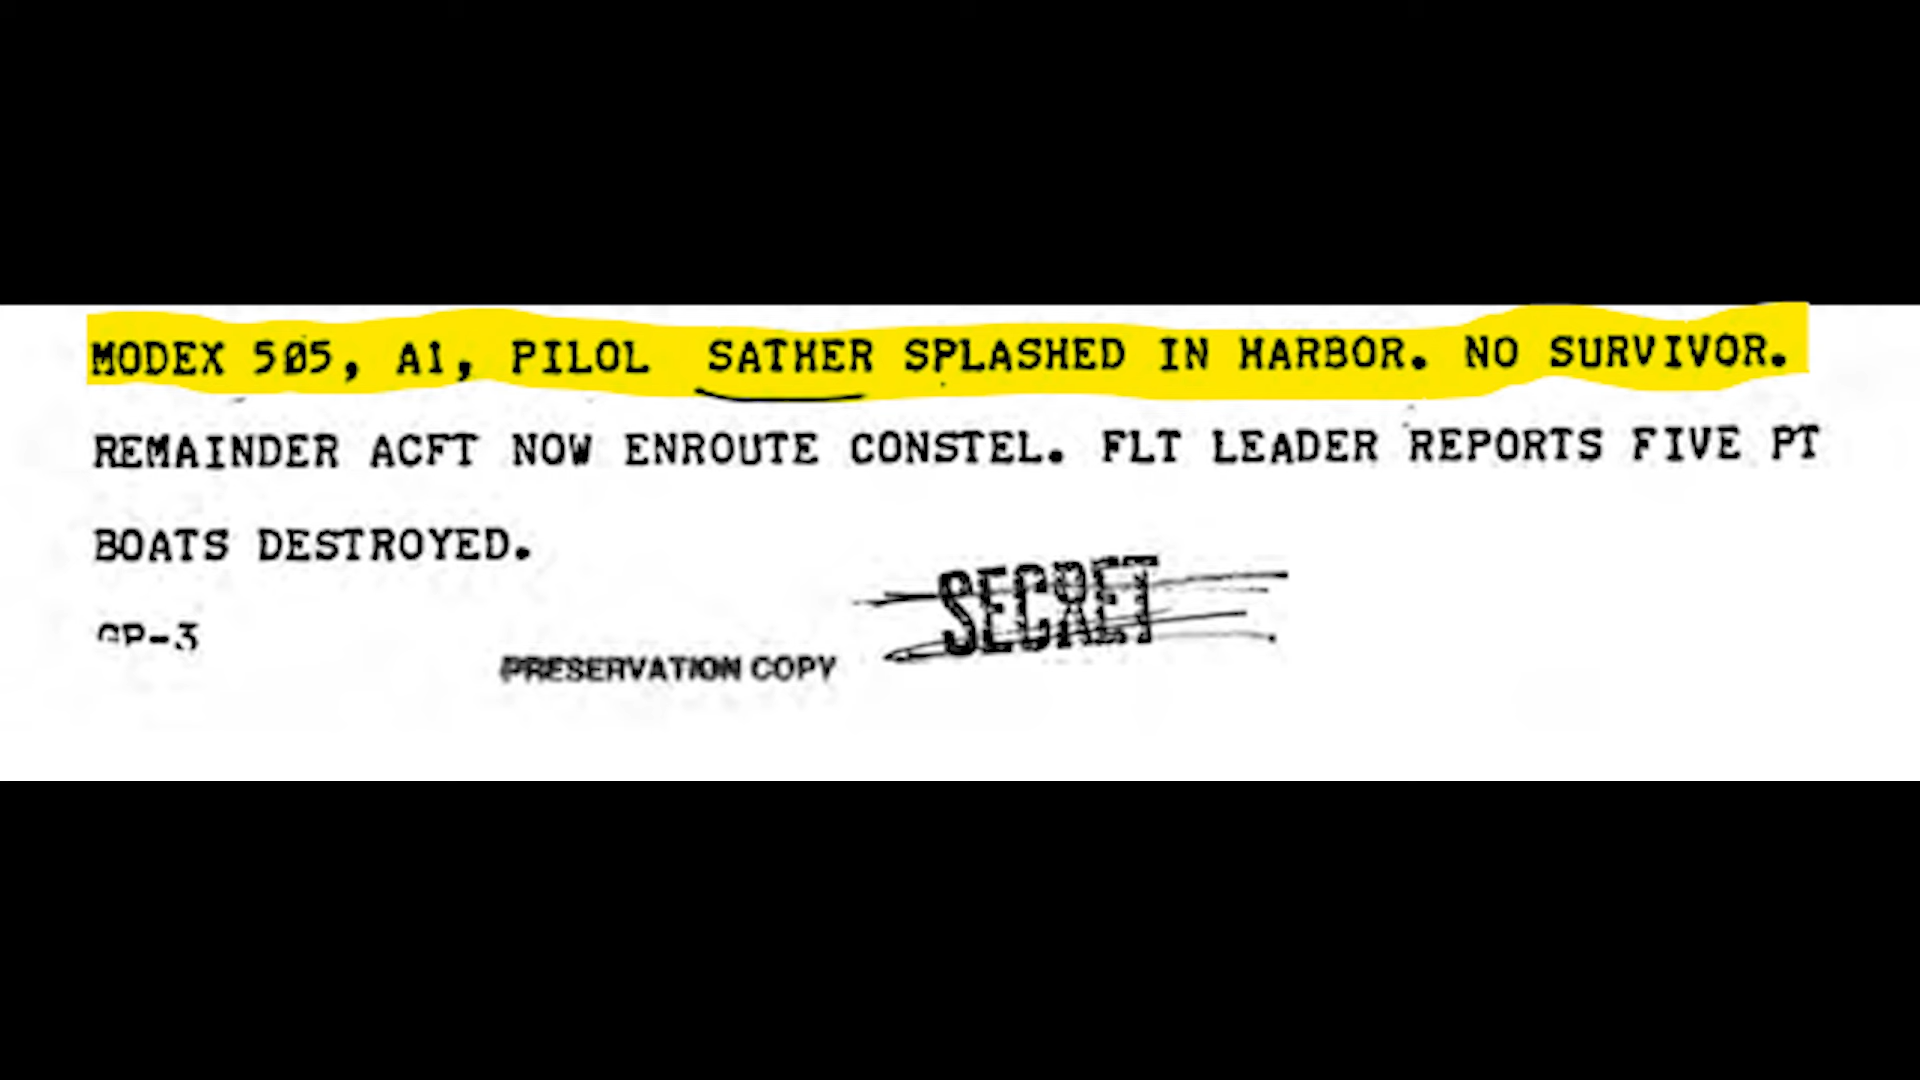 MODEX 505, A1, PILOL SATHER SPLASHED IN HARBOR. NO SURVIVOR.
REMAINDER ACFT NOW ENROUTE CONSTEL. FLT LEADER REPORTS FIVE PT
BOATS DESTROYED.
SECRET
GP-3
PRESERVATION COPY